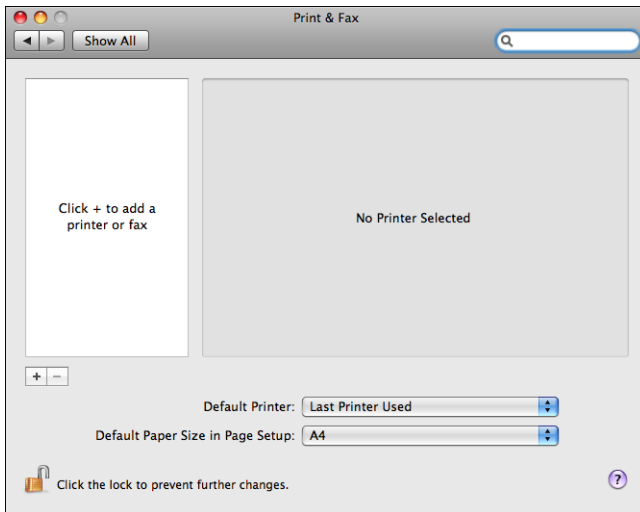 Print & Fax
Show All
Click + to add a
printer or fax
No Printer Selected
+ −
Default Printer: Last Printer Used
Default Paper Size in Page Setup: A4
Click the lock to prevent further changes.
?